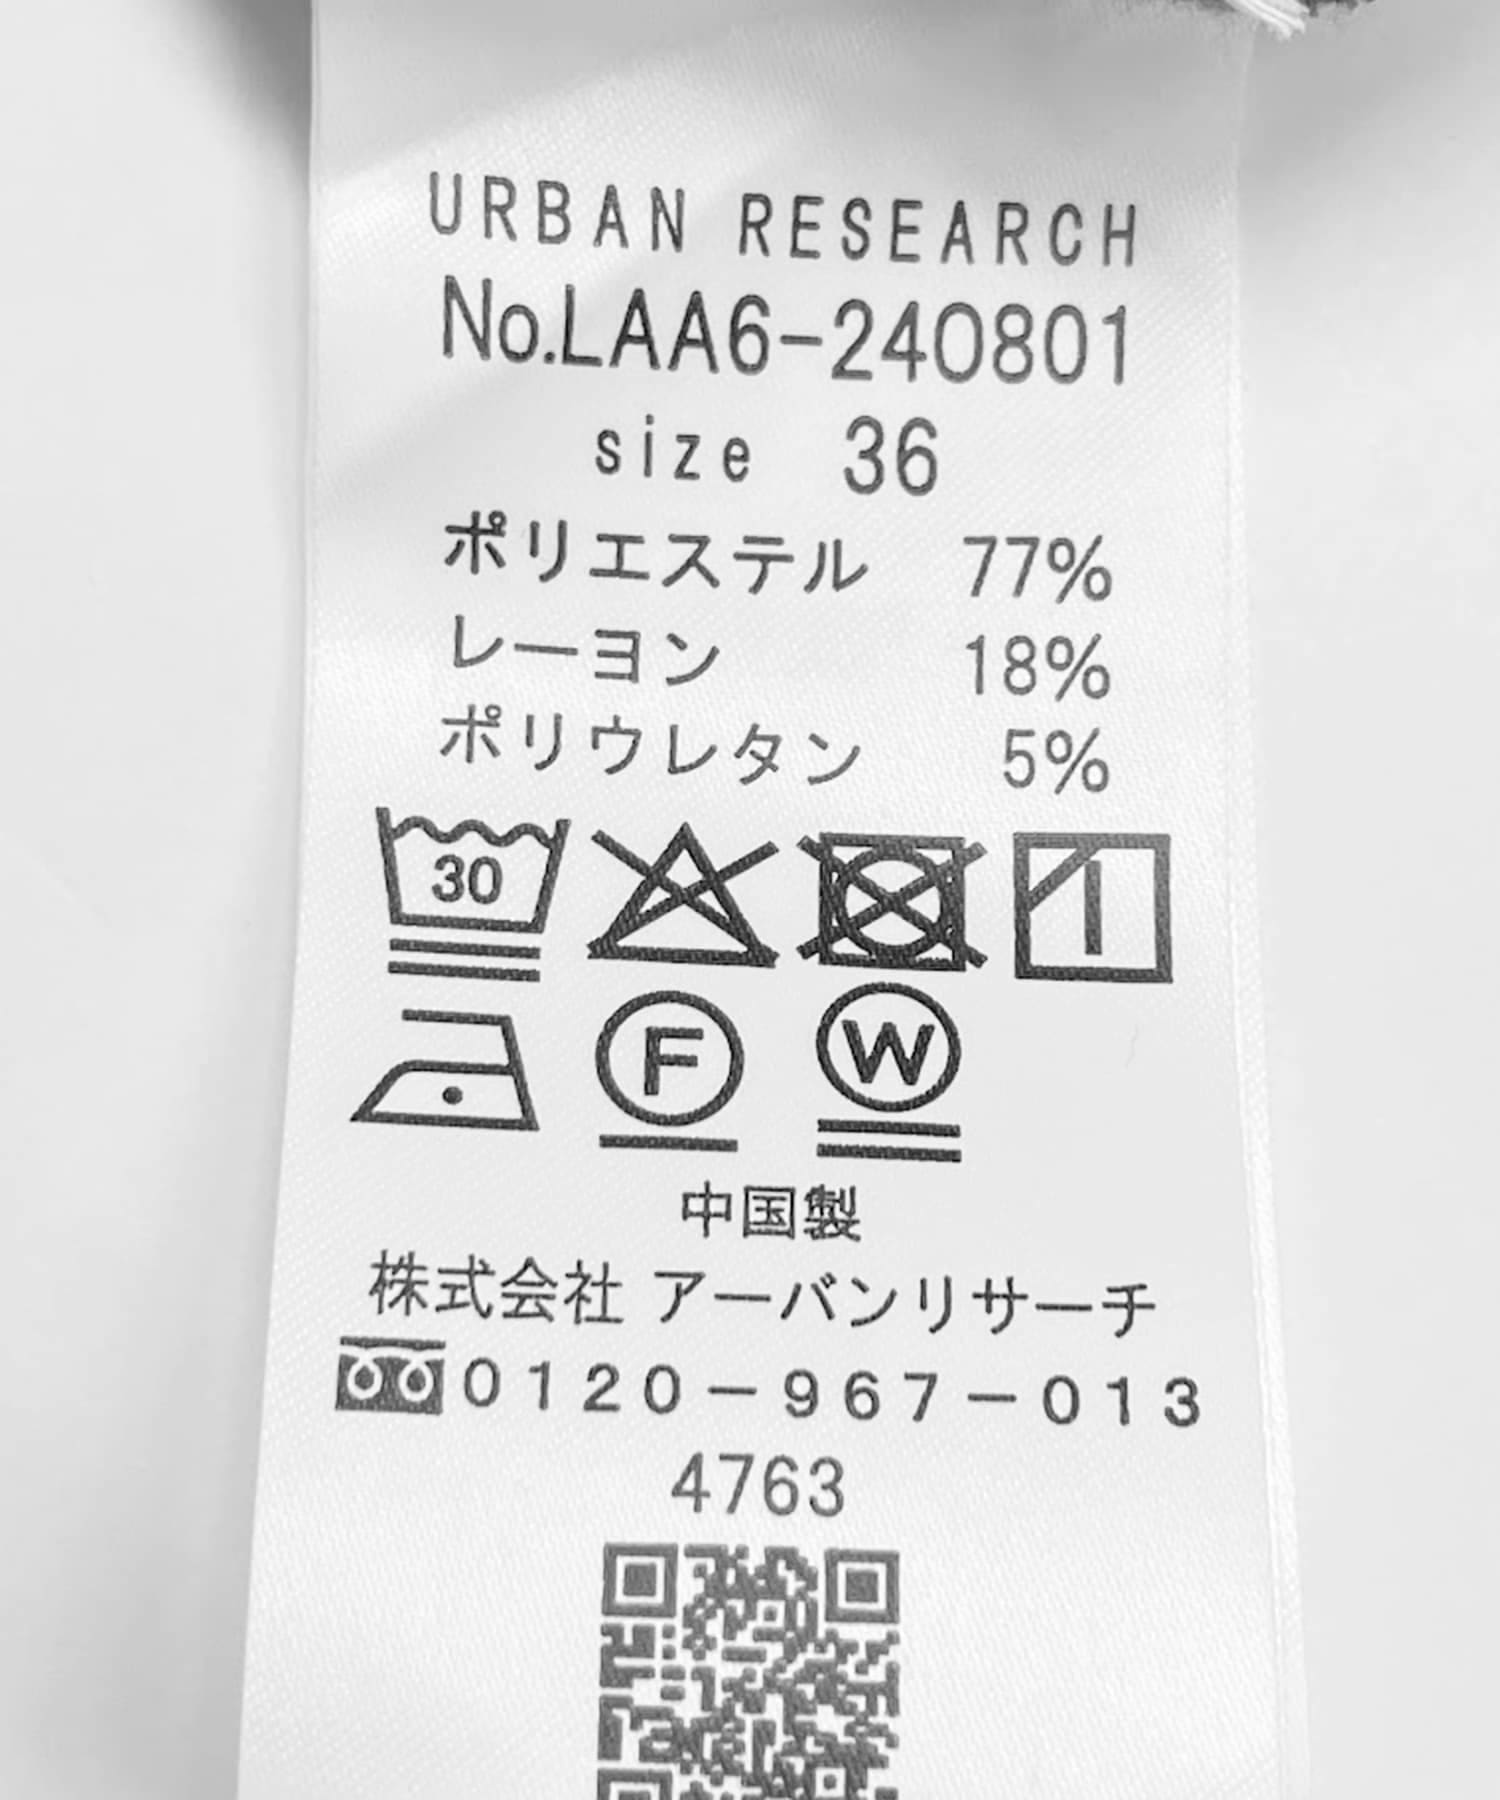 URBAN RESEARCH
No.LAA6-240801
size 36
ポリエステル 77%
レーヨン 18%
ポリウレタン 5%
30
F W
中国製
株式会社 アーバンリサーチ
0120-967-013
4763